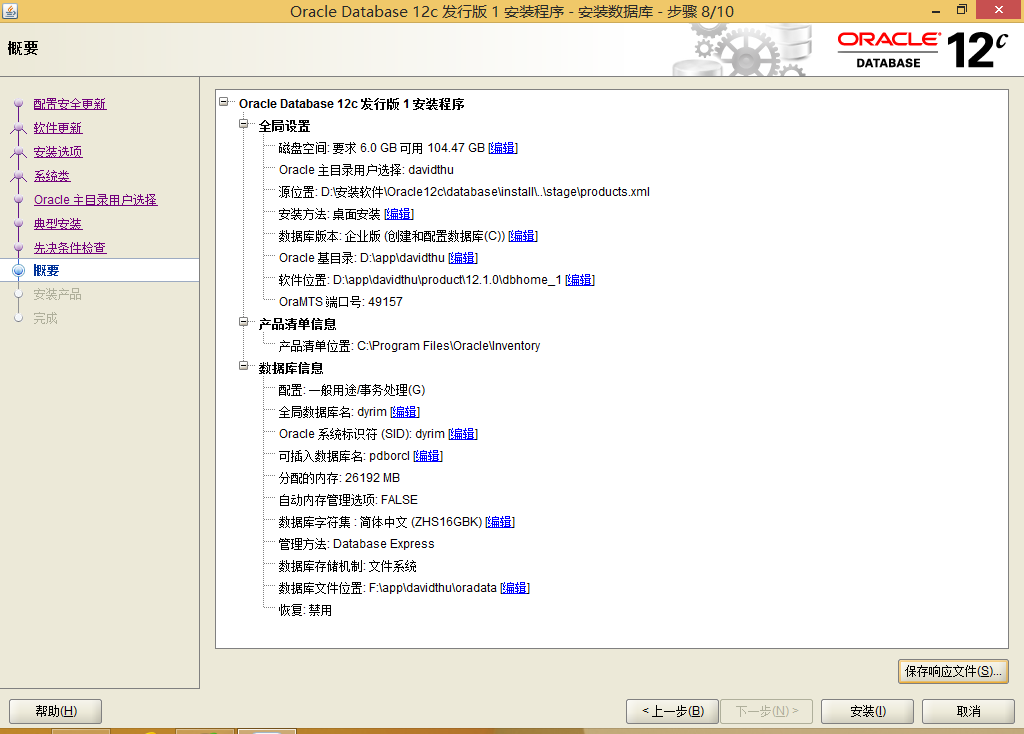 Oracle Database 12c 发行版 1 安装程序 - 安装数据库 - 步骤 8/10
概要
ORACLE®
DATABASE
12c
配置安全更新
软件更新
安装选项
系统类
Oracle 主目录用户选择
典型安装
先决条件检查
概要
安装产品
完成
Oracle Database 12c 发行版 1 安装程序
全局设置
磁盘空间: 要求 6.0 GB 可用 104.47 GB [编辑]
Oracle 主目录用户选择: davidthu
源位置: D:\安装软件\Oracle12c\database\install\..\stage\products.xml
安装方法: 桌面安装 [编辑]
数据库版本: 企业版 (创建和配置数据库(C)) [编辑]
Oracle 基目录: D:\app\davidthu [编辑]
软件位置: D:\app\davidthu\product\12.1.0\dbhome_1 [编辑]
OraMTS 端口号: 49157
产品清单信息
产品清单位置: C:\Program Files\Oracle\Inventory
数据库信息
配置: 一般用途/事务处理(G)
全局数据库名: dyrim [编辑]
Oracle 系统标识符 (SID): dyrim [编辑]
可插入数据库名: pdborcl [编辑]
分配的内存: 26192 MB
自动内存管理选项: FALSE
数据库字符集 : 简体中文 (ZHS16GBK) [编辑]
管理方法: Database Express
数据库存储机制: 文件系统
数据库文件位置: F:\app\davidthu\oradata [编辑]
恢复: 禁用
保存响应文件(S)...
帮助(H)
< 上一步(B)
下一步(N) >
安装(I)
取消